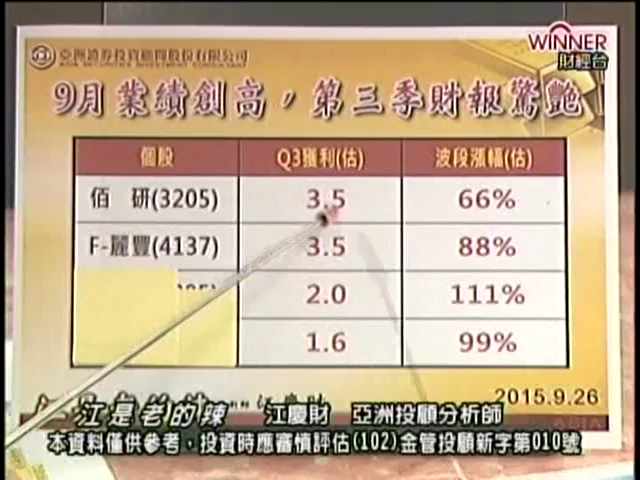 亞洲證券投資顧問股份有限公司
ASIA SECURITIES INVESTMENT CONSULTANT
WINNER
財經台
9月業績創高，第三季財報驚艷
個股 Q3獲利(估) 波段漲幅(估)
佰 研(3205) 3.5 66%
F-麗豐(4137) 3.5 88%
2.0 111%
1.6 99%
2015.9.26
江是老的辣 江慶財 亞洲投顧分析師
本資料僅供參考，投資時應審慎評估(102)金管投顧新字第010號